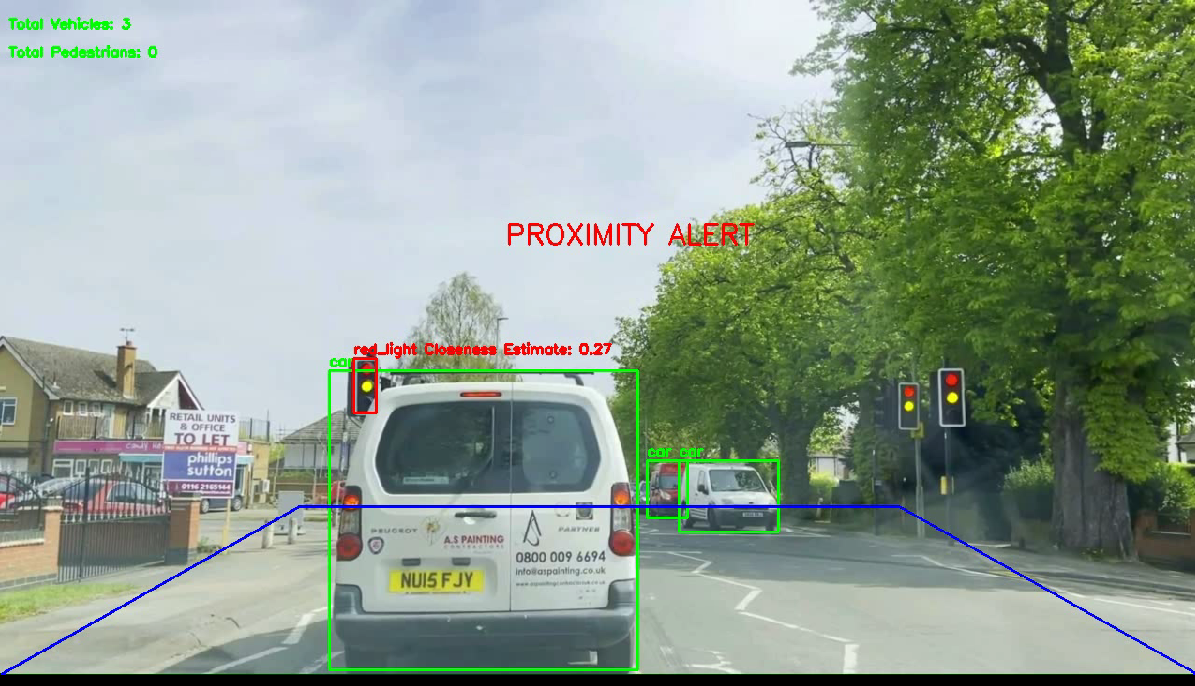 Total Vehicles: 3
Total Pedestrians: 0
PROXIMITY ALERT
red_light Closeness Estimate: 0.27
car
RETAIL UNITS
& OFFICE
TO LET
phillips
sutton
car car
PEUGEOT
A.S PAINTING
CONTRACTORS
PARTNER
0800 009 6694
info@aspainting.co.uk
NU15 FJY